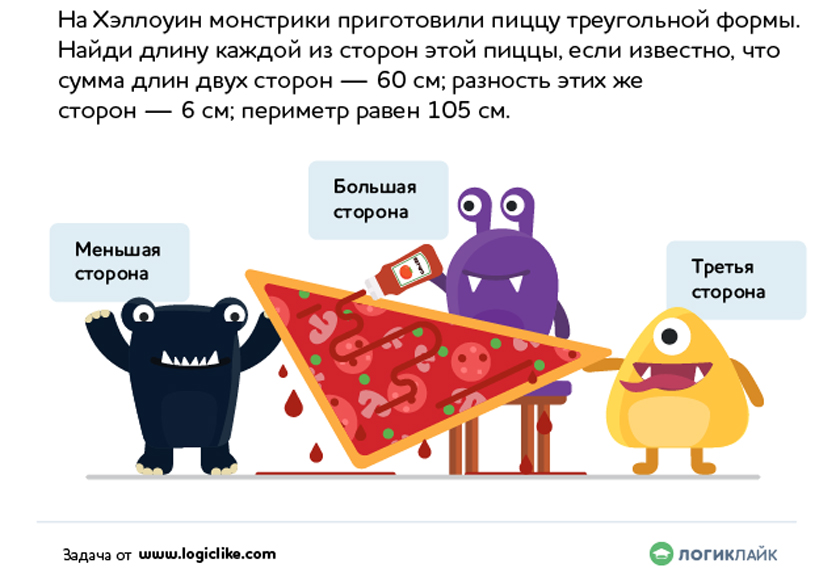 На Хэллоуин монстрики приготовили пиццу треугольной формы.
Найди длину каждой из сторон этой пиццы, если известно, что
сумма длин двух сторон — 60 см; разность этих же
сторон — 6 см; периметр равен 105 см.
Большая
сторона
Меньшая
сторона
Третья
сторона
Задача от www.logiclike.com
ЛОГИКЛАЙК